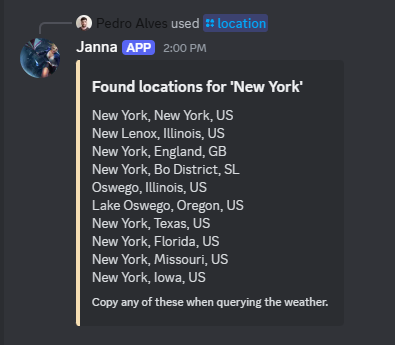 Pedro Alves used location
Janna APP 2:00 PM
Found locations for 'New York'
New York, New York, US
New Lenox, Illinois, US
New York, England, GB
New York, Bo District, SL
Oswego, Illinois, US
Lake Oswego, Oregon, US
New York, Texas, US
New York, Florida, US
New York, Missouri, US
New York, Iowa, US
Copy any of these when querying the weather.